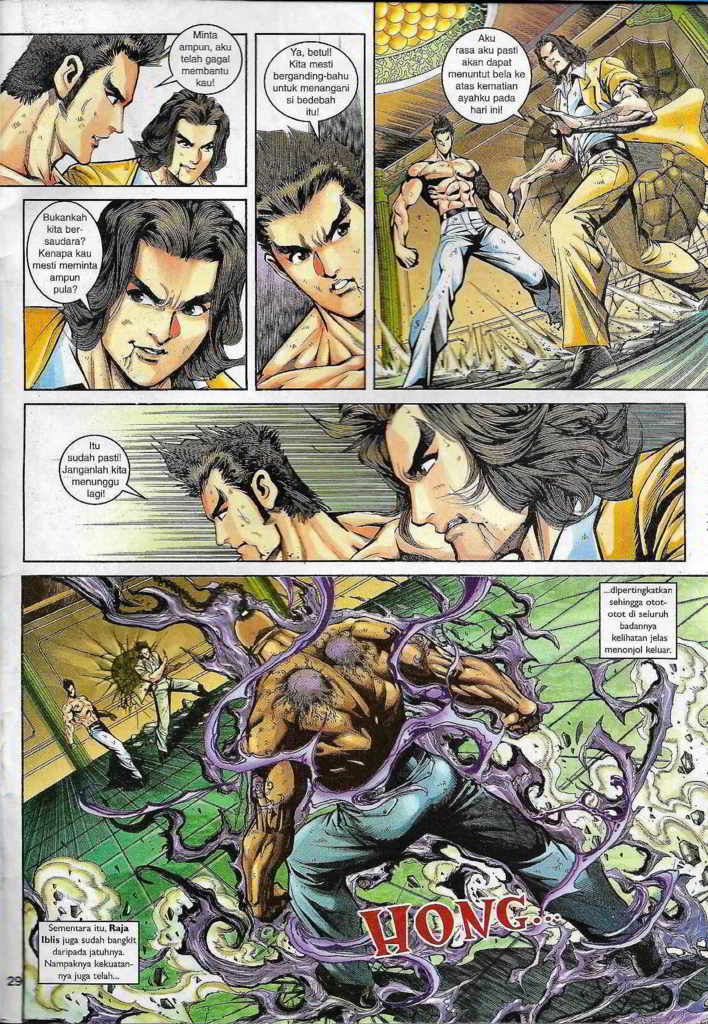 Minta
ampun, aku
telah gagal
membantu
kau!
Bukankah
kita ber-
saudara?
Kenapa kau
mesti meminta
ampun
pula?
Ya, betul!
Kita mesti
berganding-bahu
untuk menangani
si bedebah
itu!
Aku
rasa aku pasti
akan dapat
menuntut bela ke
atas kematian
ayahku pada
hari ini!
Itu
sudah pasti!
Janganlah kita
menunggu
lagi!
Sementara itu, Raja
Iblis juga sudah bangkit
daripada jatuhnya.
Nampaknya kekuatan-
nya juga telah...
...dipertingkatkan
sehingga otot-
otot di seluruh
badannya
kelihatan jelas
menonjol keluar.
HONG...
29